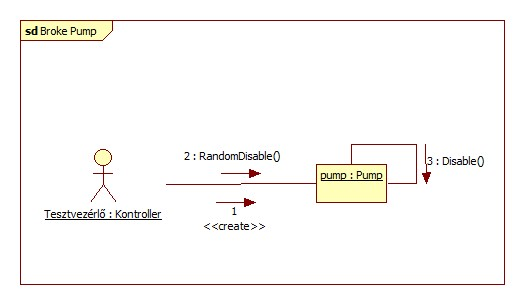 sd Broke Pump
2 : RandomDisable()
3 : Disable()
pump : Pump
Tesztvezérlő : Kontroller
1
<<create>>